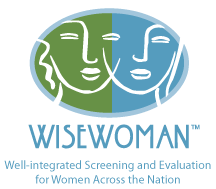 WISEWOMAN™
Well-integrated Screening and Evaluation
for Women Across the Nation